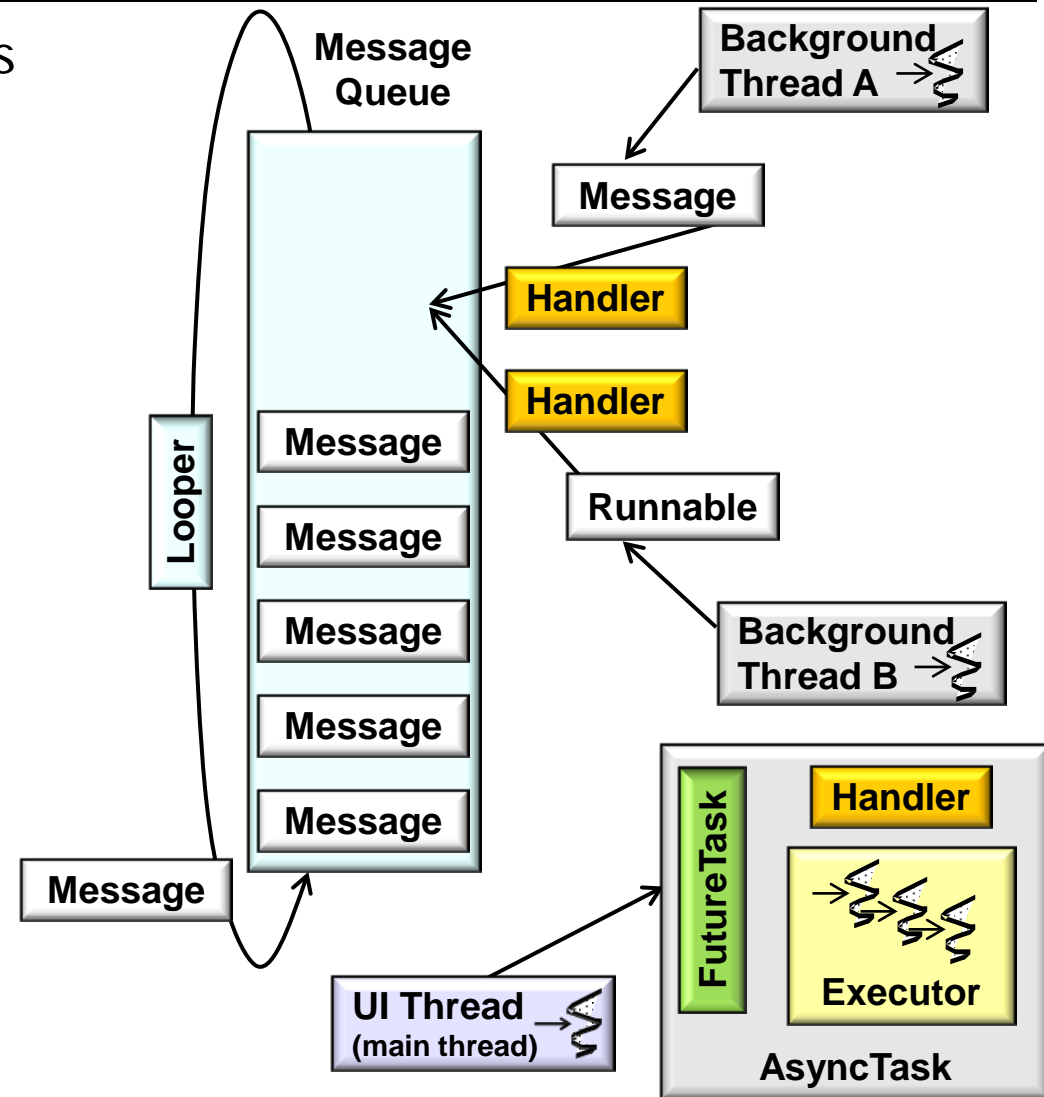 s
Message
Queue
Background
Thread A
Message
Handler
Handler
Message
Looper
Runnable
Message
Message
Background
Thread B
Message
Message
Message
FutureTask
Handler
Executor
AsyncTask
UI Thread
(main thread)